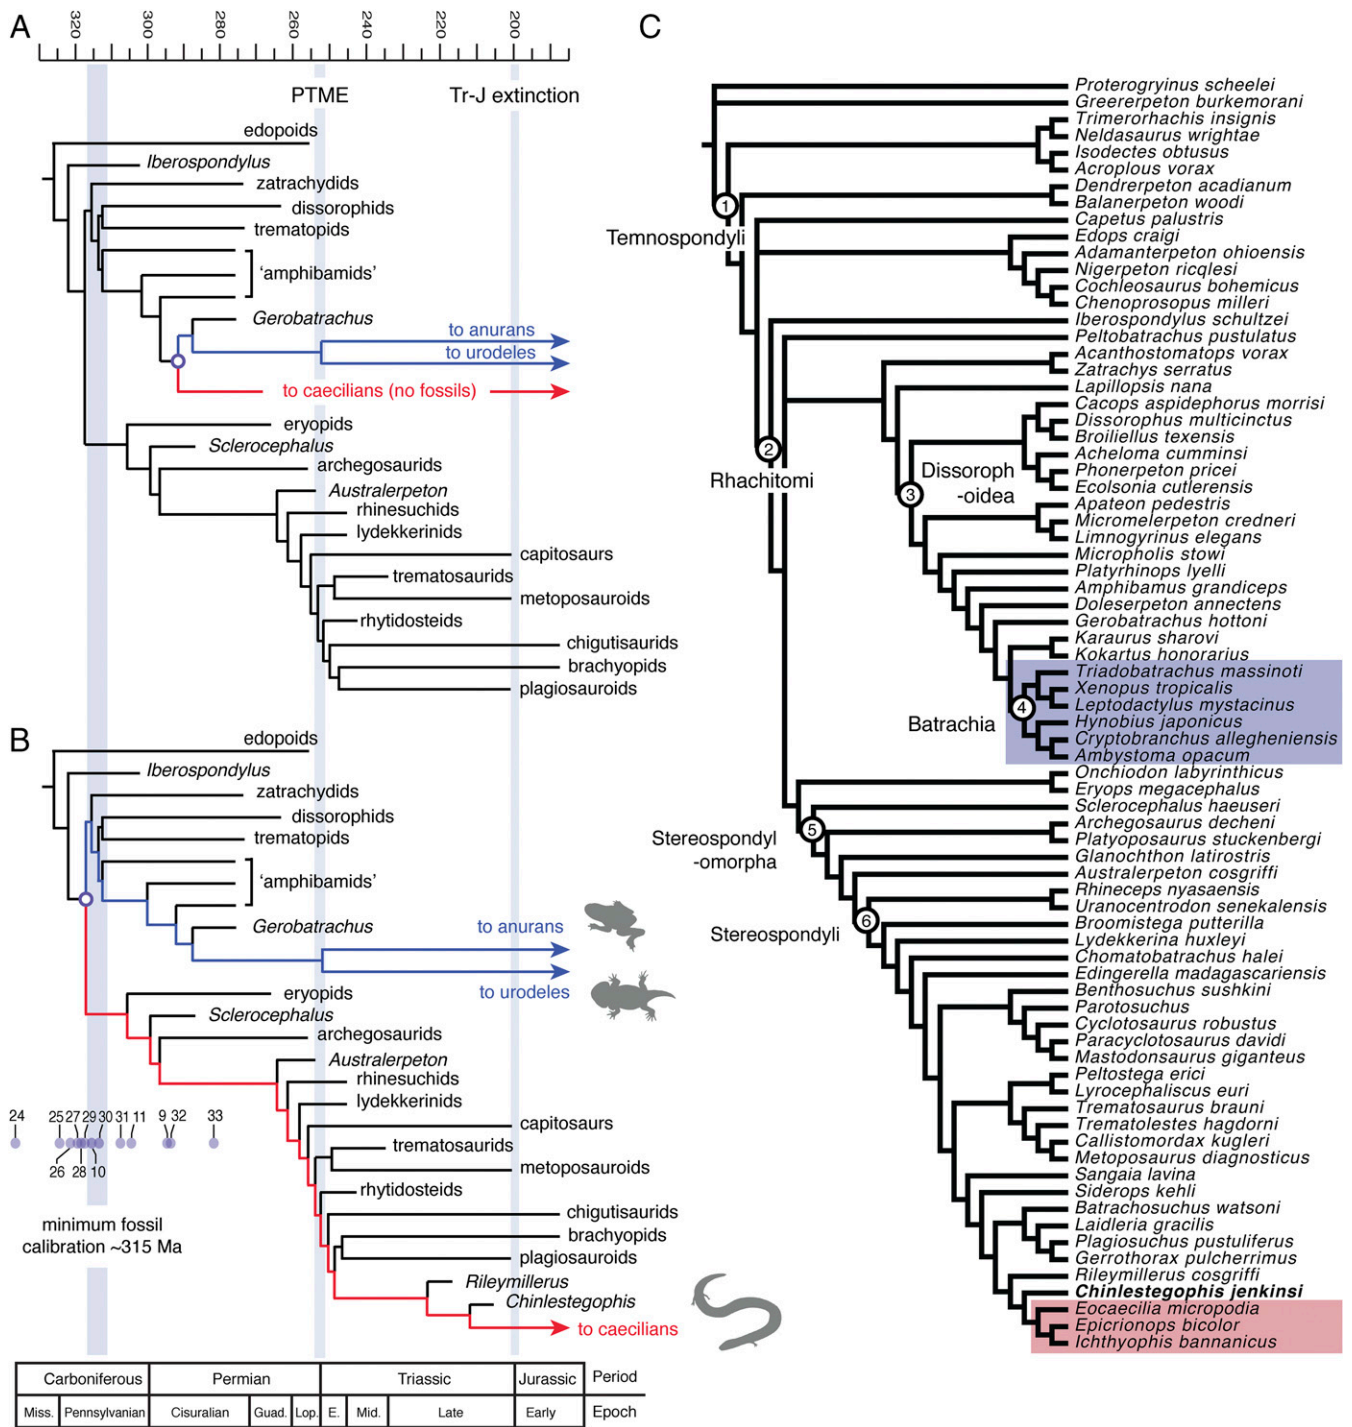 A
320
300
280
260
240
220
200
PTME
Tr-J extinction
edopoids
Iberospondylus
zatrachydids
dissorophids
trematopids
'amphibamids'
Gerobatrachus
to anurans
to urodeles
to caecilians (no fossils)
eryopids
Sclerocephalus
archegosaurids
Australerpeton
rhinesuchids
lydekkerinids
capitosaurs
trematosaurids
metoposauroids
rhytidosteids
chigutisaurids
brachyopids
plagiosauroids
B
edopoids
Iberospondylus
zatrachydids
dissorophids
trematopids
'amphibamids'
Gerobatrachus
to anurans
to urodeles
eryopids
Sclerocephalus
archegosaurids
Australerpeton
rhinesuchids
lydekkerinids
capitosaurs
trematosaurids
metoposauroids
rhytidosteids
chigutisaurids
brachyopids
plagiosauroids
Rileymillerus
Chinlestegophis
to caecilians
24 25 27 29 30 31 11 9 32 33
26 28 10
minimum fossil
calibration ~315 Ma
Carboniferous Permian Triassic Jurassic Period
Miss. Pennsylvanian Cisuralian Guad. Lop. E. Mid. Late Early Epoch
C
Proterogryinus scheelei
Greererpeton burkemorani
Trimerorhachis insignis
Neldasaurus wrightae
Isodectes obtusus
Acroplous vorax
Dendrerpeton acadianum
Balanerpeton woodi
1
Temnospondyli
Capetus palustris
Edops craigi
Adamanterpeton ohioensis
Nigerpeton ricqlesi
Cochleosaurus bohemicus
Chenoprosopus milleri
Iberospondylus schultzei
Peltobatrachus pustulatus
Acanthostomatops vorax
Zatrachys serratus
Lapillopsis nana
Cacops aspidephorus morrisi
Dissorophus multicinctus
Broiliellus texensis
2
Rhachitomi
Acheloma cumminsi
Phonerpeton pricei
Ecolsonia cutlerensis
Dissoroph
-oidea
3
Apateon pedestris
Micromelerpeton credneri
Limnogyrinus elegans
Micropholis stowi
Platyrhinops lyelli
Amphibamus grandiceps
Doleserpeton annectens
Gerobatrachus hottoni
Karaurus sharovi
Kokartus honorarius
Triadobatrachus massinoti
Xenopus tropicalis
Leptodactylus mystacinus
4
Batrachia
Hynobius japonicus
Cryptobranchus allegheniensis
Ambystoma opacum
Onchiodon labyrinthicus
Eryops megacephalus
Sclerocephalus haeuseri
5
Stereospondyl
-omorpha
Archegosaurus decheni
Platyoposaurus stuckenbergi
Glanochthon latirostris
Australerpeton cosgriffi
Rhineceps nyasaensis
Uranocentrodon senekalensis
6
Stereospondyli
Broomistega putterilla
Lydekkerina huxleyi
Chomatobatrachus halei
Edingerella madagascariensis
Benthosuchus sushkini
Parotosuchus
Cyclotosaurus robustus
Paracyclotosaurus davidi
Mastodonsaurus giganteus
Peltostega erici
Lyrocephaliscus euri
Trematosaurus brauni
Trematolestes hagdorni
Callistomordax kugleri
Metoposaurus diagnosticus
Sangaia lavina
Siderops kehli
Batrachosuchus watsoni
Laidleria gracilis
Plagiosuchus pustuliferus
Gerrothorax pulcherrimus
Rileymillerus cosgriffi
Chinlestegophis jenkinsi
Eocaecilia micropodia
Epicrionops bicolor
Ichthyophis bannanicus